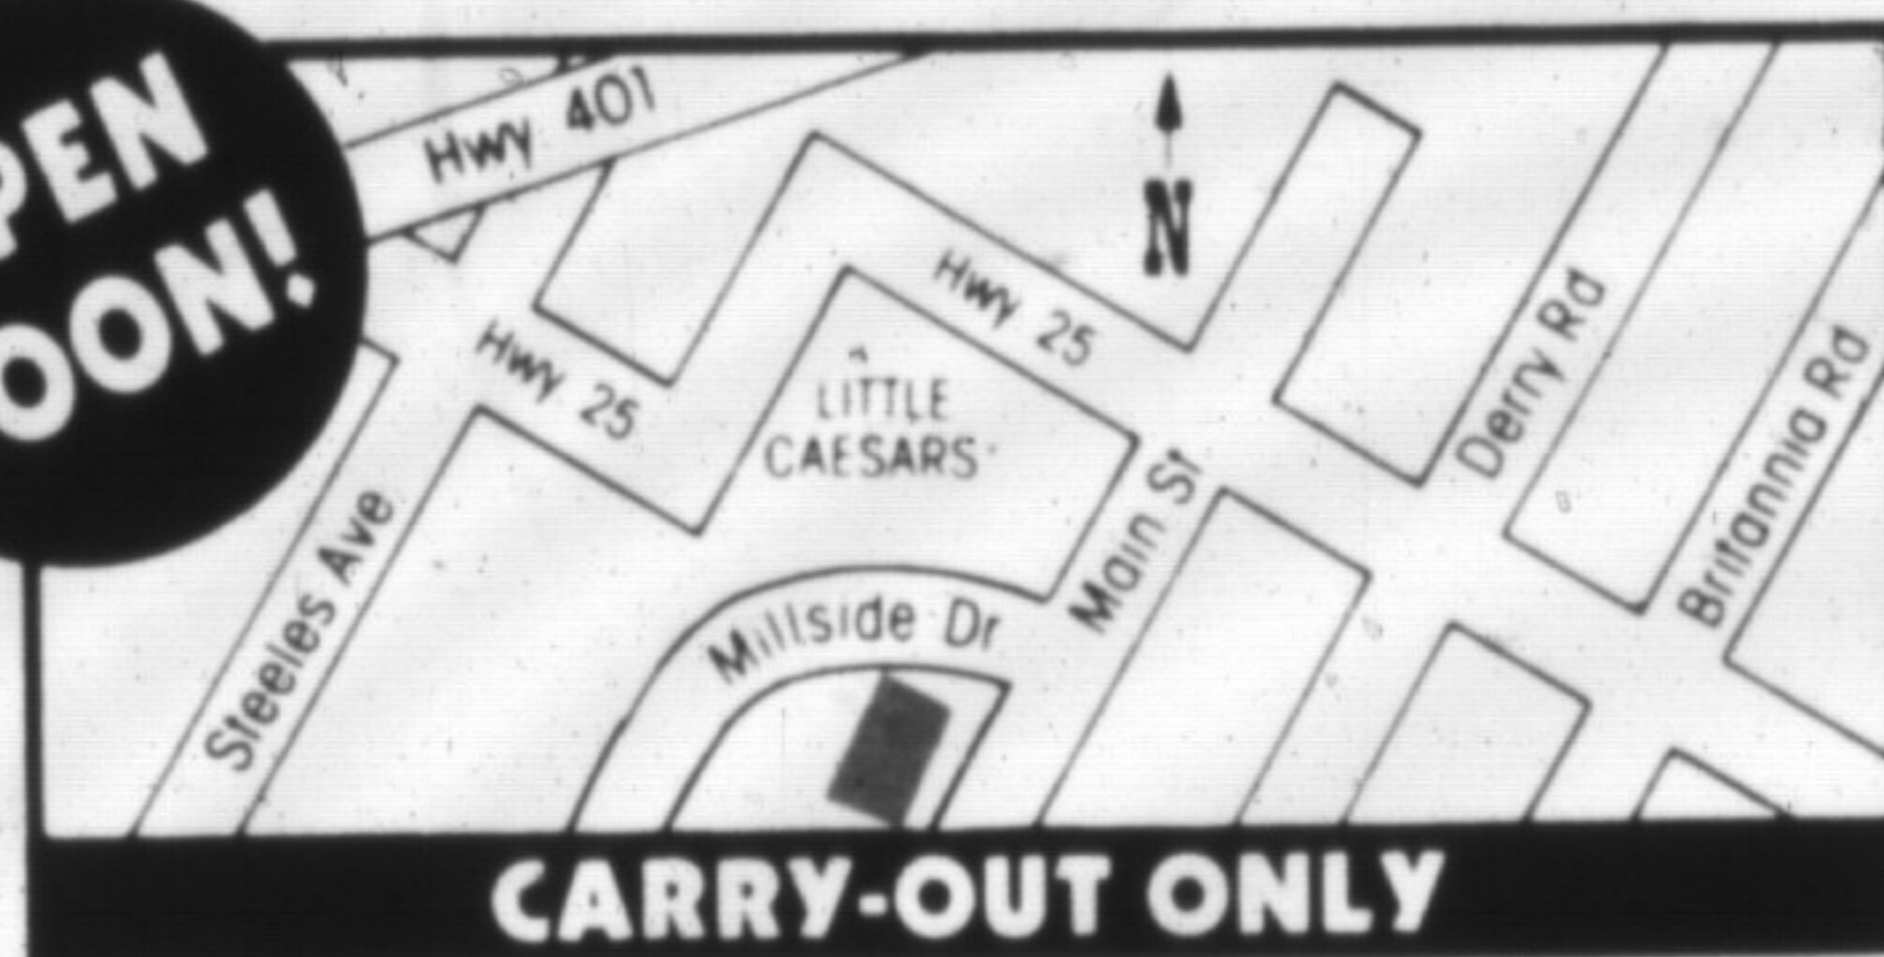 PEN
OON!
Hwy 401
N
Hwy 25
Hwy 25
LITTLE
CAESARS
Derry Rd
Britannia Rd
Main St
Steeles Ave
Millside Dr
CARRY-OUT ONLY